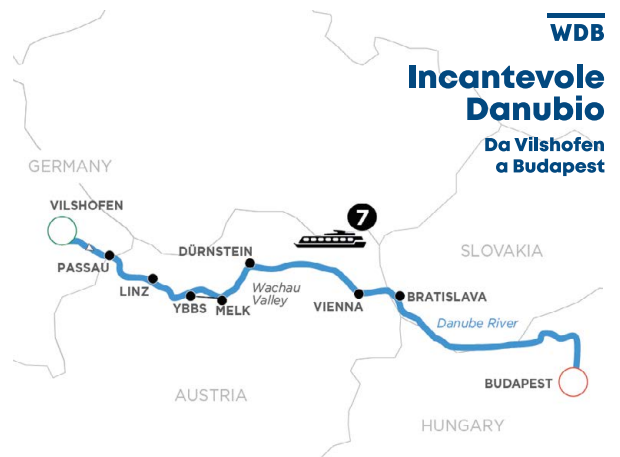 WDB
Incantevole
Danubio
Da Vilshofen
a Budapest
GERMANY
VILSHOFEN
7
DÜRNSTEIN
SLOVAKIA
PASSAU
LINZ
Wachau
Valley
YBBS
MELK
VIENNA
BRATISLAVA
Danube River
BUDAPEST
AUSTRIA
HUNGARY